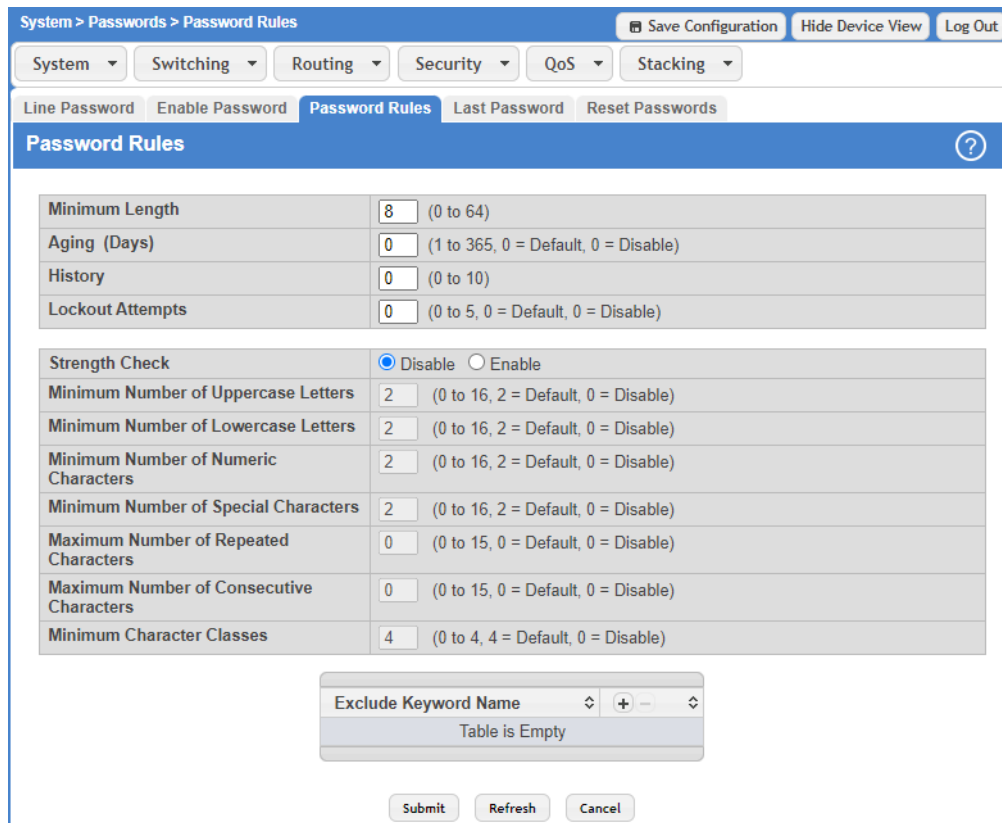 System > Passwords > Password Rules
Save Configuration Hide Device View Log Out
System Switching Routing Security QoS Stacking
Line Password Enable Password Password Rules Last Password Reset Passwords
Password Rules ?
Minimum Length 8 (0 to 64)
Aging (Days) 0 (1 to 365, 0 = Default, 0 = Disable)
History 0 (0 to 10)
Lockout Attempts 0 (0 to 5, 0 = Default, 0 = Disable)
Strength Check Disable Enable
Minimum Number of Uppercase Letters 2 (0 to 16, 2 = Default, 0 = Disable)
Minimum Number of Lowercase Letters 2 (0 to 16, 2 = Default, 0 = Disable)
Minimum Number of Numeric
Characters 2 (0 to 16, 2 = Default, 0 = Disable)
Minimum Number of Special Characters 2 (0 to 16, 2 = Default, 0 = Disable)
Maximum Number of Repeated
Characters 0 (0 to 15, 0 = Default, 0 = Disable)
Maximum Number of Consecutive
Characters 0 (0 to 15, 0 = Default, 0 = Disable)
Minimum Character Classes 4 (0 to 4, 4 = Default, 0 = Disable)
Exclude Keyword Name + −
Table is Empty
Submit Refresh Cancel